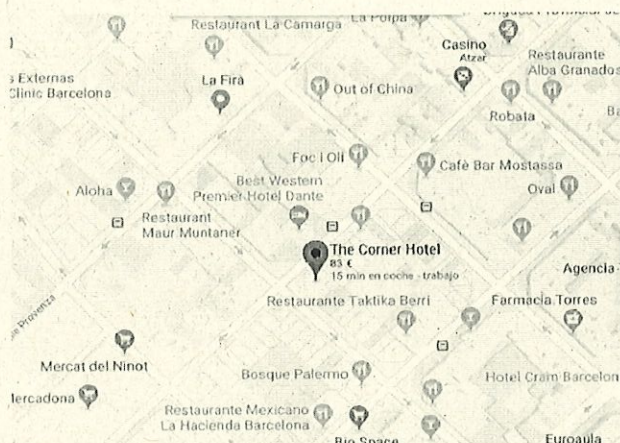 Restaurant La Camarga
La Polpa
Casino
Atzar
Restaurante
Alba Granados
s Externas
Clinic Barcelona
La Fira
Out of China
Robata
Ba
Foc i Oli
Cafè Bar Mostassa
Oval
Aloha
Best Western
Premier Hotel Dante
Restaurant
Maur Muntaner
The Corner Hotel
83 €
15 min en coche - trabajo
Agencia
Restaurante Taktika Berri
Farmacia Torres
de Provenza
Mercat del Ninot
Bosque Palermo
Hotel Cram Barcelon
Mercadona
Restaurante Mexicano
La Hacienda Barcelona
Bio Space
Euroaula